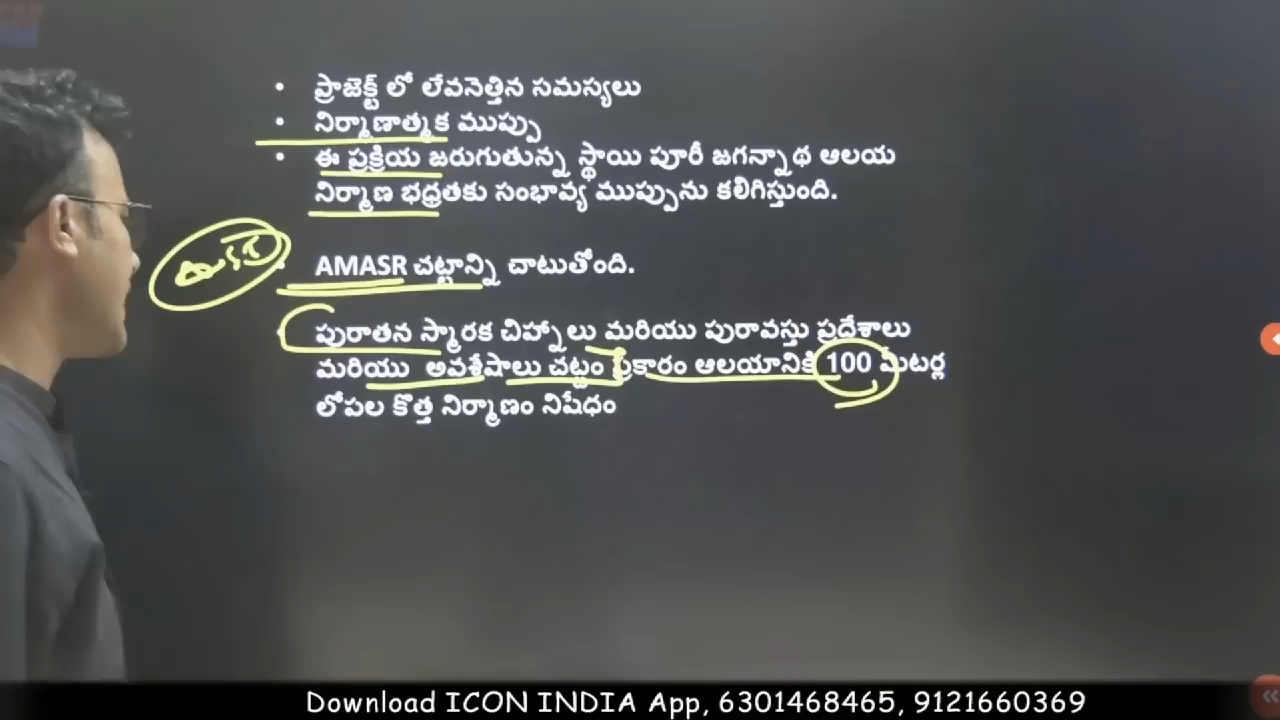 • ప్రాజెక్ట్ లో లేవనెత్తిన సమస్యలు
• నిర్మాణాత్మక ముప్పు
• ఈ ప్రక్రియ జరుగుతున్న స్థాయి పూరీ జగన్నాథ ఆలయ
నిర్మాణ భద్రతకు సంభావ్య ముప్పును కలిగిస్తుంది.
• AMASR చట్టాన్ని చాటుతోంది.
• పురాతన స్మారక చిహ్నాలు మరియు పురావస్తు ప్రదేశాలు
మరియు అవశేషాలు చట్టం ప్రకారం ఆలయానికి 100 మీటర్ల
లోపల కొత్త నిర్మాణం నిషేధం
Download ICON INDIA App, 6301468465, 9121660369